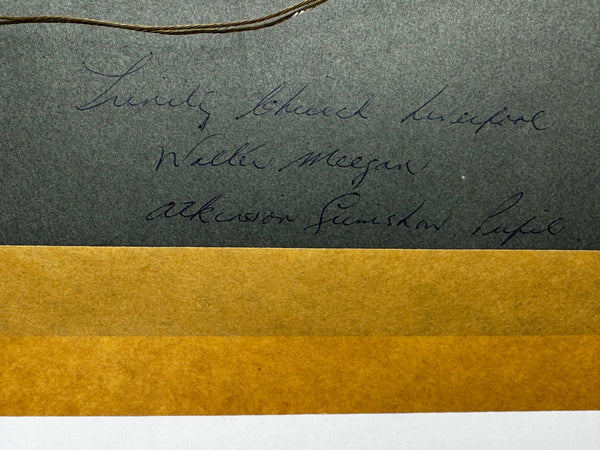 Trinity Church Liverpool
Walter Meegan
Atkinson Grimshaw. Pupil.